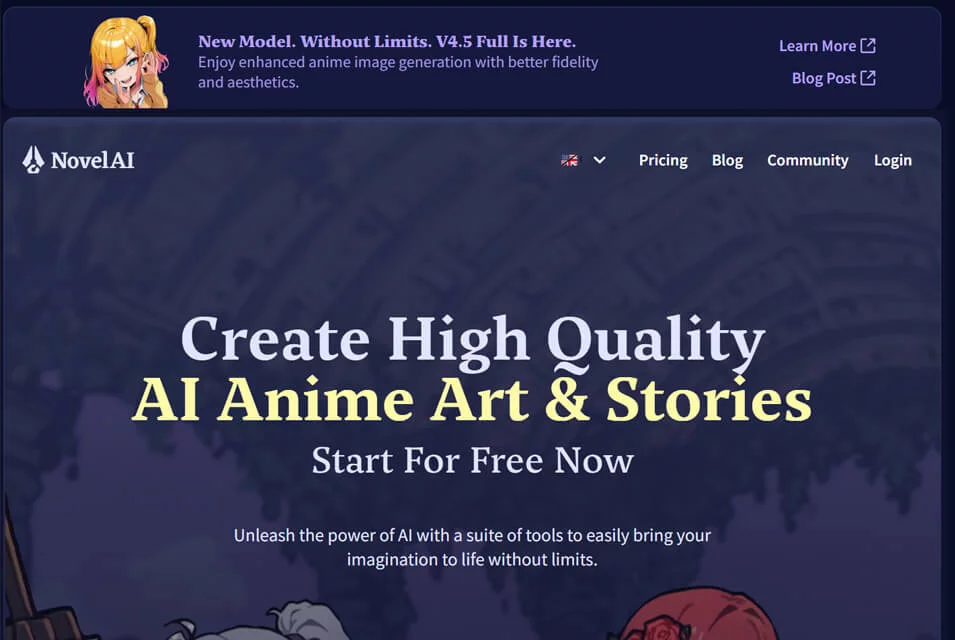 New Model. Without Limits. V4.5 Full Is Here.
Enjoy enhanced anime image generation with better fidelity
and aesthetics.
Learn More
Blog Post
NovelAI
Pricing
Blog
Community
Login
Create High Quality
AI Anime Art & Stories
Start For Free Now
Unleash the power of AI with a suite of tools to easily bring your
imagination to life without limits.